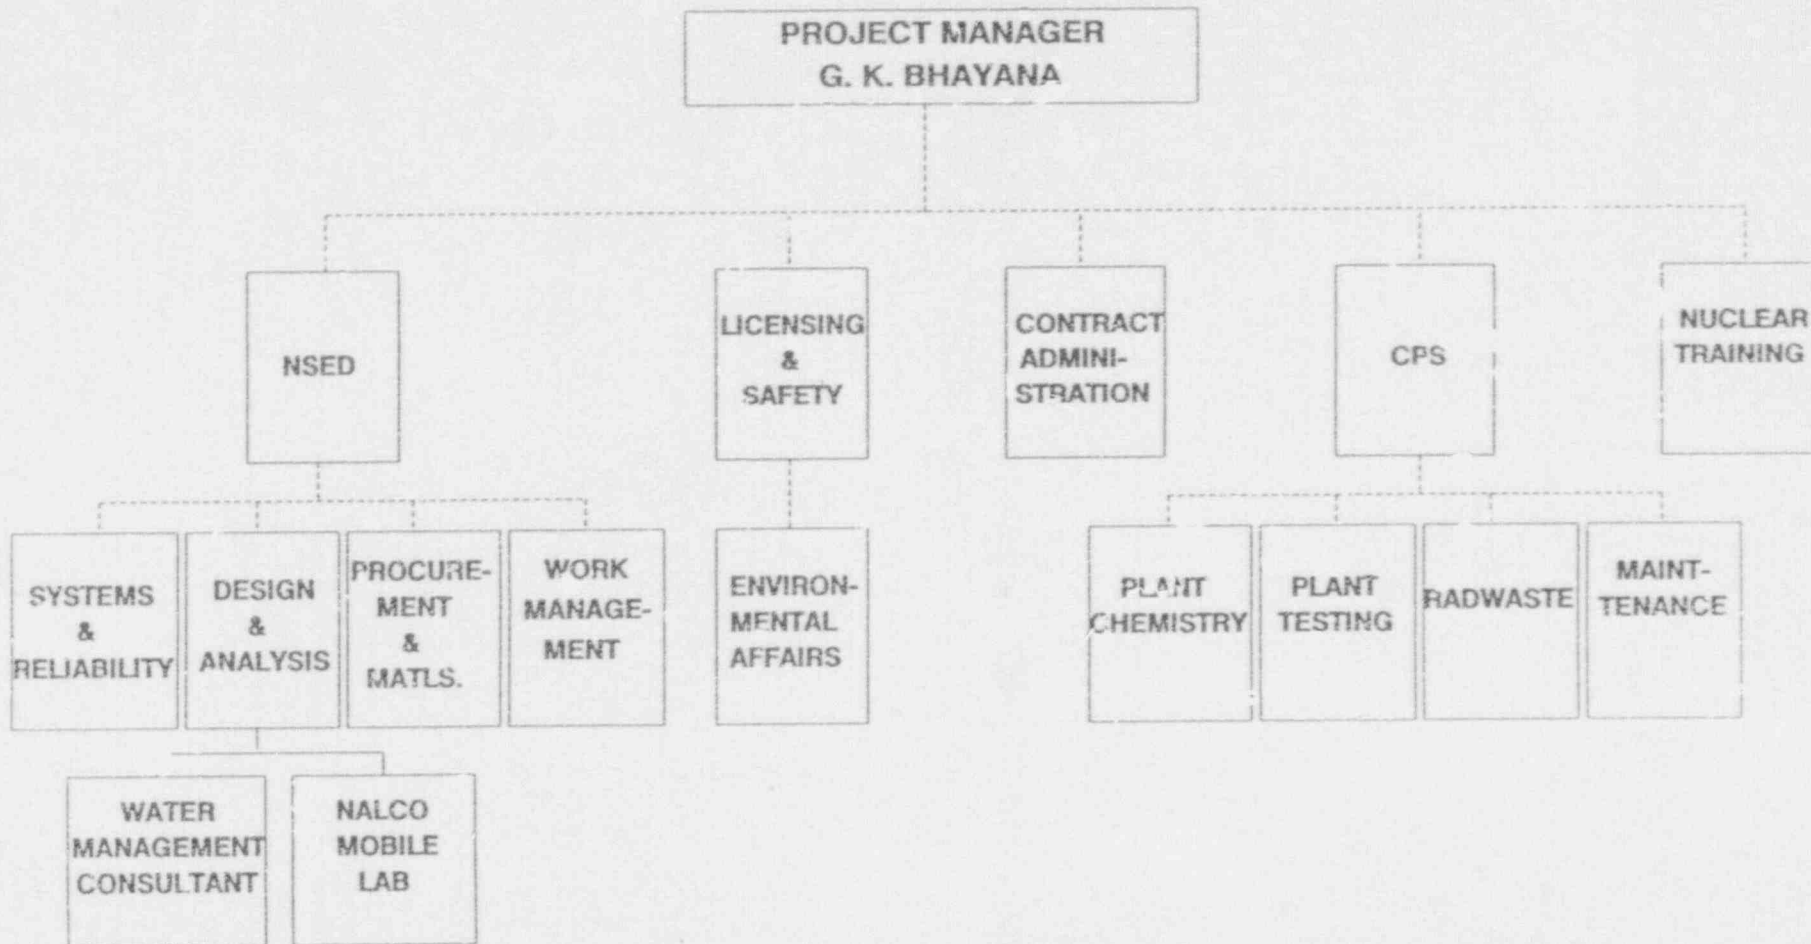 PROJECT MANAGER
G. K. BHAYANA
NSED
LICENSING
&
SAFETY
CONTRACT
ADMINI-
STRATION
CPS
NUCLEAR
TRAINING
SYSTEMS
&
RELIABILITY
DESIGN
&
ANALYSIS
PROCURE-
MENT
&
MATLS.
WORK
MANAGE-
MENT
ENVIRON-
MENTAL
AFFAIRS
PLANT
CHEMISTRY
PLANT
TESTING
RADWASTE
MAINT-
TENANCE
WATER
MANAGEMENT
CONSULTANT
NALCO
MOBILE
LAB